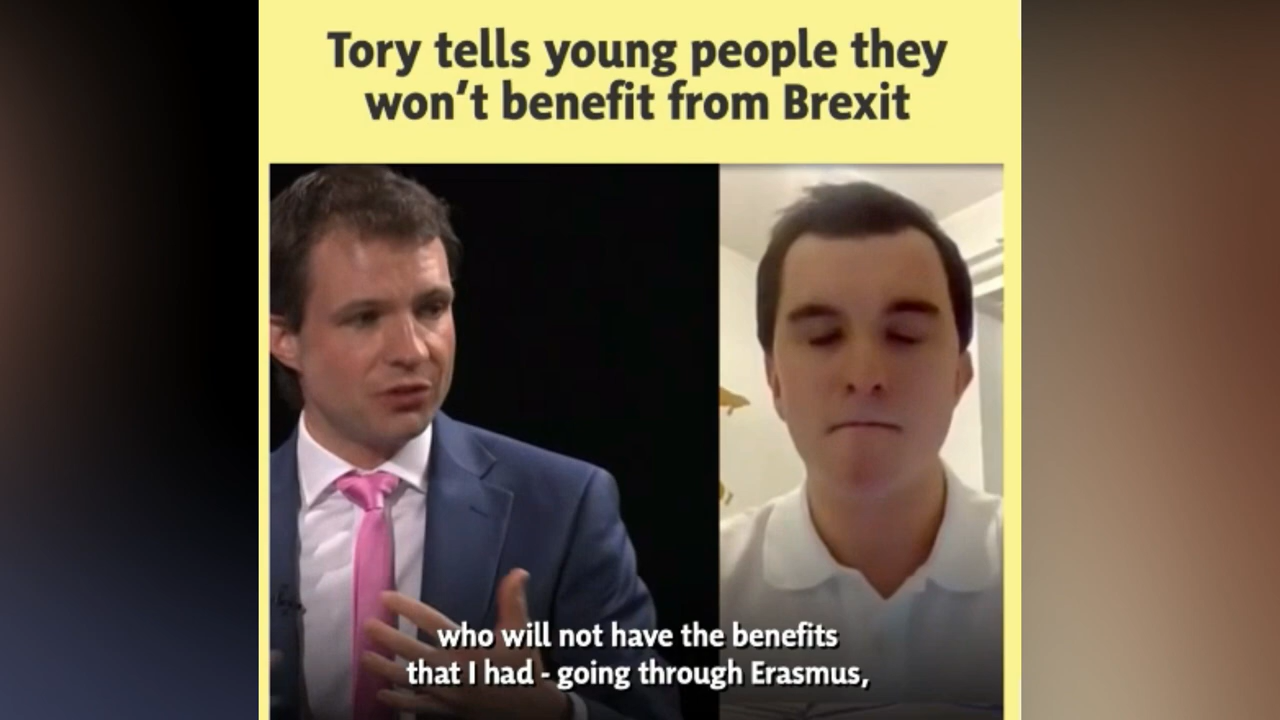 Tory tells young people they
won't benefit from Brexit
who will not have the benefits
that I had - going through Erasmus,